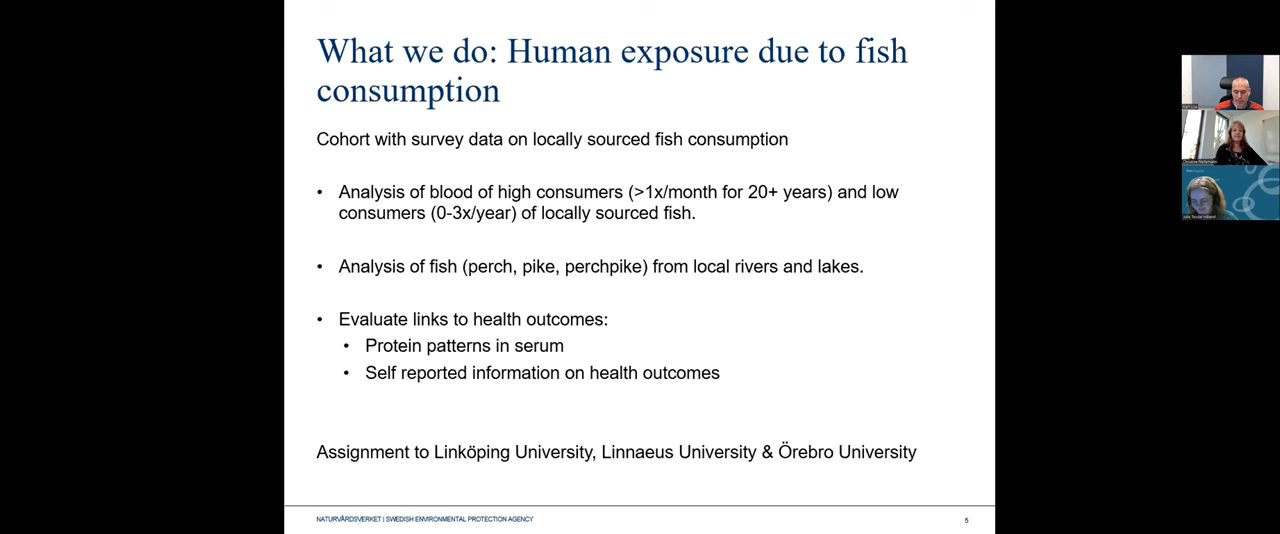 What we do: Human exposure due to fish
consumption
Cohort with survey data on locally sourced fish consumption
• Analysis of blood of high consumers (>1x/month for 20+ years) and low
consumers (0-3x/year) of locally sourced fish.
• Analysis of fish (perch, pike, perchpike) from local rivers and lakes.
• Evaluate links to health outcomes:
• Protein patterns in serum
• Self reported information on health outcomes
Assignment to Linköping University, Linnaeus University & Örebro University
NATURVÅRDSVERKET | SWEDISH ENVIRONMENTAL PROTECTION AGENCY
5